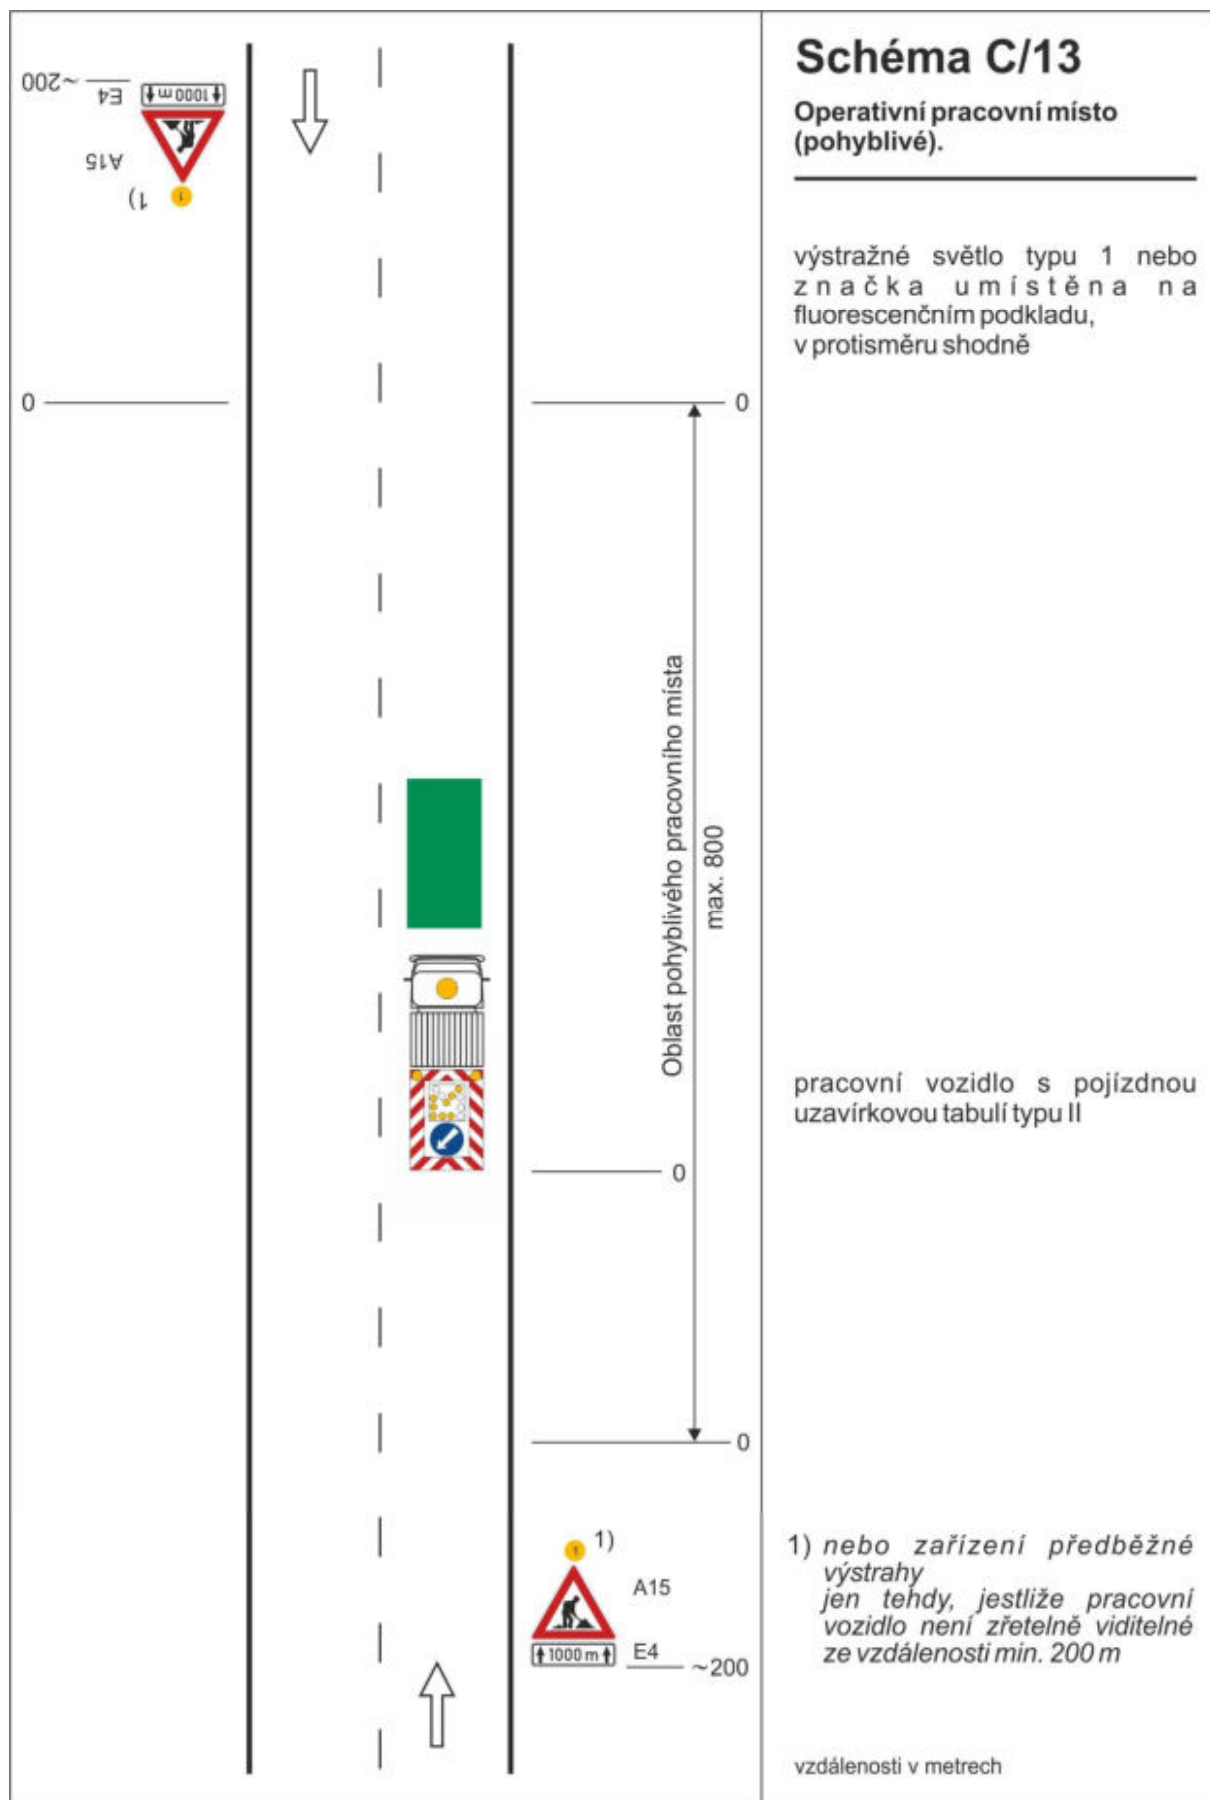 Schéma C/13
Operativní pracovní místo
(pohyblivé).
výstražné světlo typu 1 nebo
značka umístěna na
fluorescenčním podkladu,
v protisměru shodně
~200
E4
1000 m
A15
1)
1
0
0
Oblast pohyblivého pracovního místa
max. 800
pracovní vozidlo s pojízdnou
uzavírkovou tabulí typu II
0
0
1
1)
A15
1000 m
E4
~200
1) nebo zařízení předběžné
výstrahy
jen tehdy, jestliže pracovní
vozidlo není zřetelně viditelné
ze vzdálenosti min. 200 m
vzdálenosti v metrech